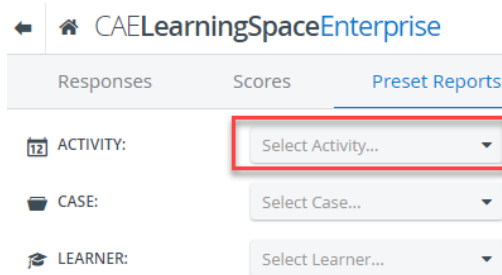 CAELearningSpaceEnterprise
Responses Scores Preset Reports
12 ACTIVITY: Select Activity...
CASE: Select Case...
LEARNER: Select Learner...